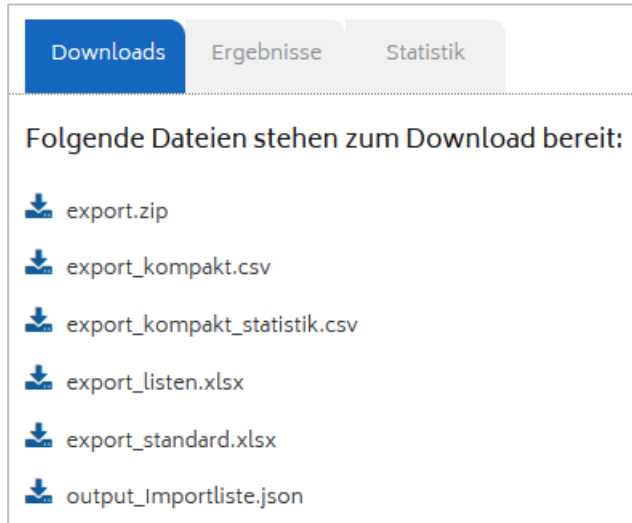 Downloads Ergebnisse Statistik
Folgende Dateien stehen zum Download bereit:
export.zip
export_kompakt.csv
export_kompakt_statistik.csv
export_listen.xlsx
export_standard.xlsx
output_Importliste.json